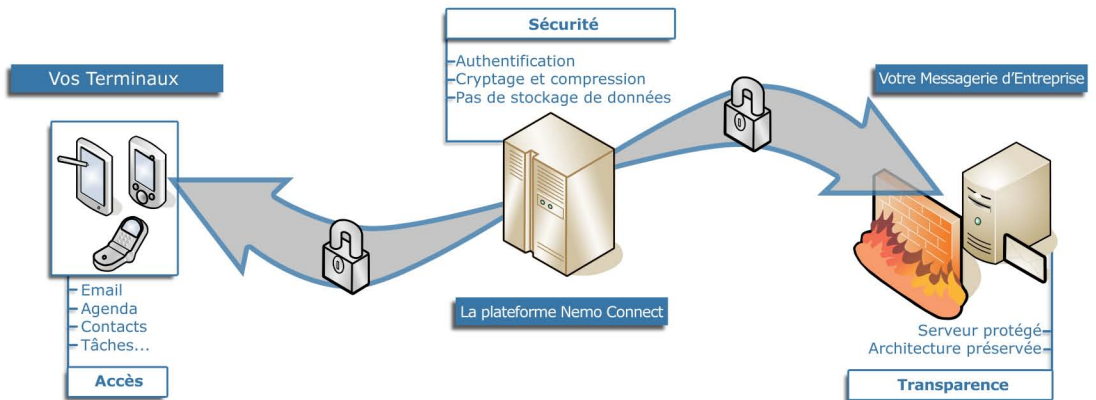 Vos Terminaux
Email
Agenda
Contacts
Tâches...
Accès
Sécurité
Authentification
Cryptage et compression
Pas de stockage de données
La plateforme Nemo Connect
Votre Messagerie d'Entreprise
Serveur protégé
Architecture préservée
Transparence